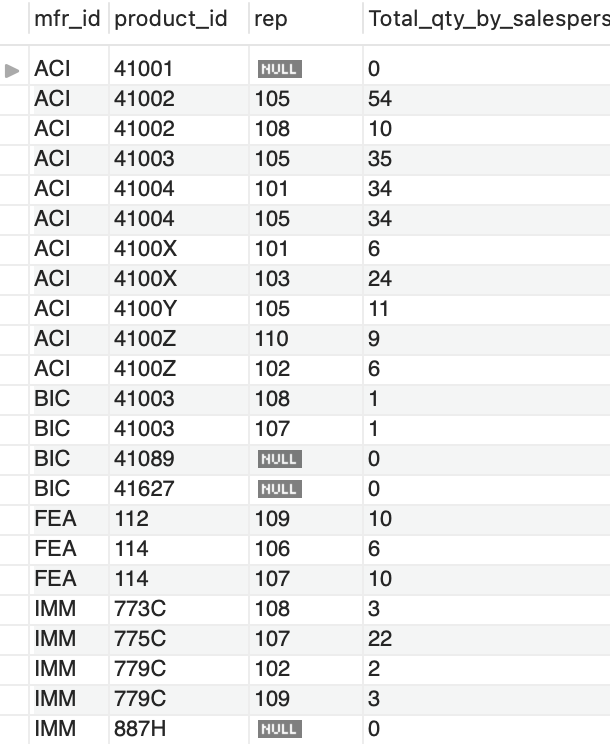 mfr_id product_id rep Total_qty_by_salespers
ACI 41001 NULL 0
ACI 41002 105 54
ACI 41002 108 10
ACI 41003 105 35
ACI 41004 101 34
ACI 41004 105 34
ACI 4100X 101 6
ACI 4100X 103 24
ACI 4100Y 105 11
ACI 4100Z 110 9
ACI 4100Z 102 6
BIC 41003 108 1
BIC 41003 107 1
BIC 41089 NULL 0
BIC 41627 NULL 0
FEA 112 109 10
FEA 114 106 6
FEA 114 107 10
IMM 773C 108 3
IMM 775C 107 22
IMM 779C 102 2
IMM 779C 109 3
IMM 887H NULL 0